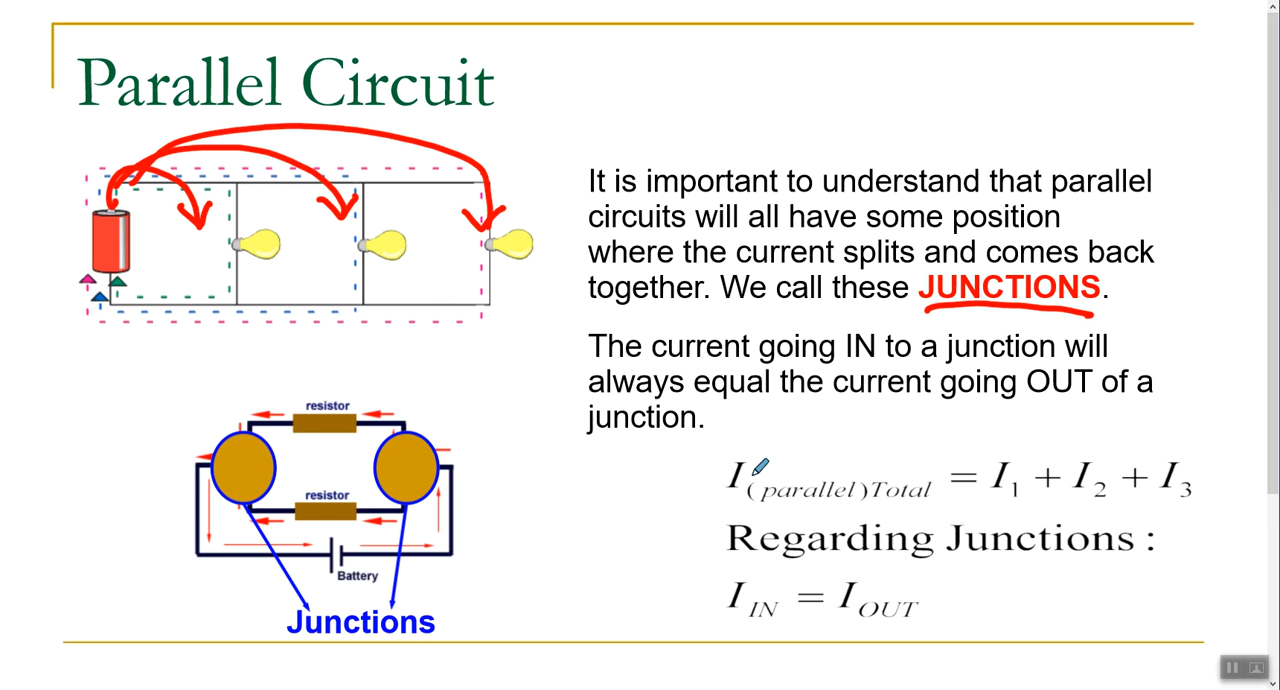 Parallel Circuit
It is important to understand that parallel
circuits will all have some position
where the current splits and comes back
together. We call these JUNCTIONS.
The current going IN to a junction will
always equal the current going OUT of a
junction.
I(parallel)Total = I1 + I2 + I3
Regarding Junctions :
IIN = IOUT
resistor
resistor
Battery
Junctions